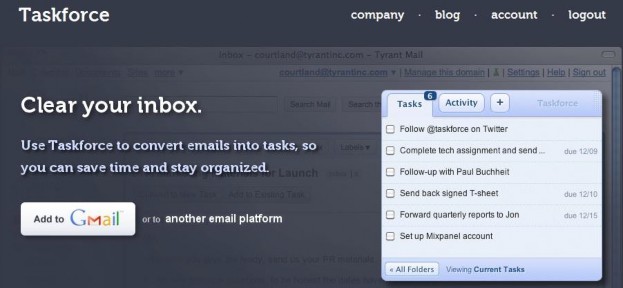 Taskforce
company · blog · account · logout
Inbox – courtland@tyrantinc.com – Tyrant Mail
more ▾
courtland@tyrantinc.com ▾ | Manage this domain | Settings | Help | Sign out
Clear your inbox.
Search Mail
Tasks 6 Activity + Taskforce
Follow @taskforce on Twitter
Use Taskforce to convert emails into tasks, so
Labels ▾
Complete tech assignment and send ... due 12/09
you can save time and stay organized.
for Launch
Follow-up with Paul Buchheit
Send back signed T-sheet due 12/10
Add to Gmail or to another email platform
Forward quarterly reports to Jon due 12/15
Set up Mixpanel account
« All Folders Viewing Current Tasks